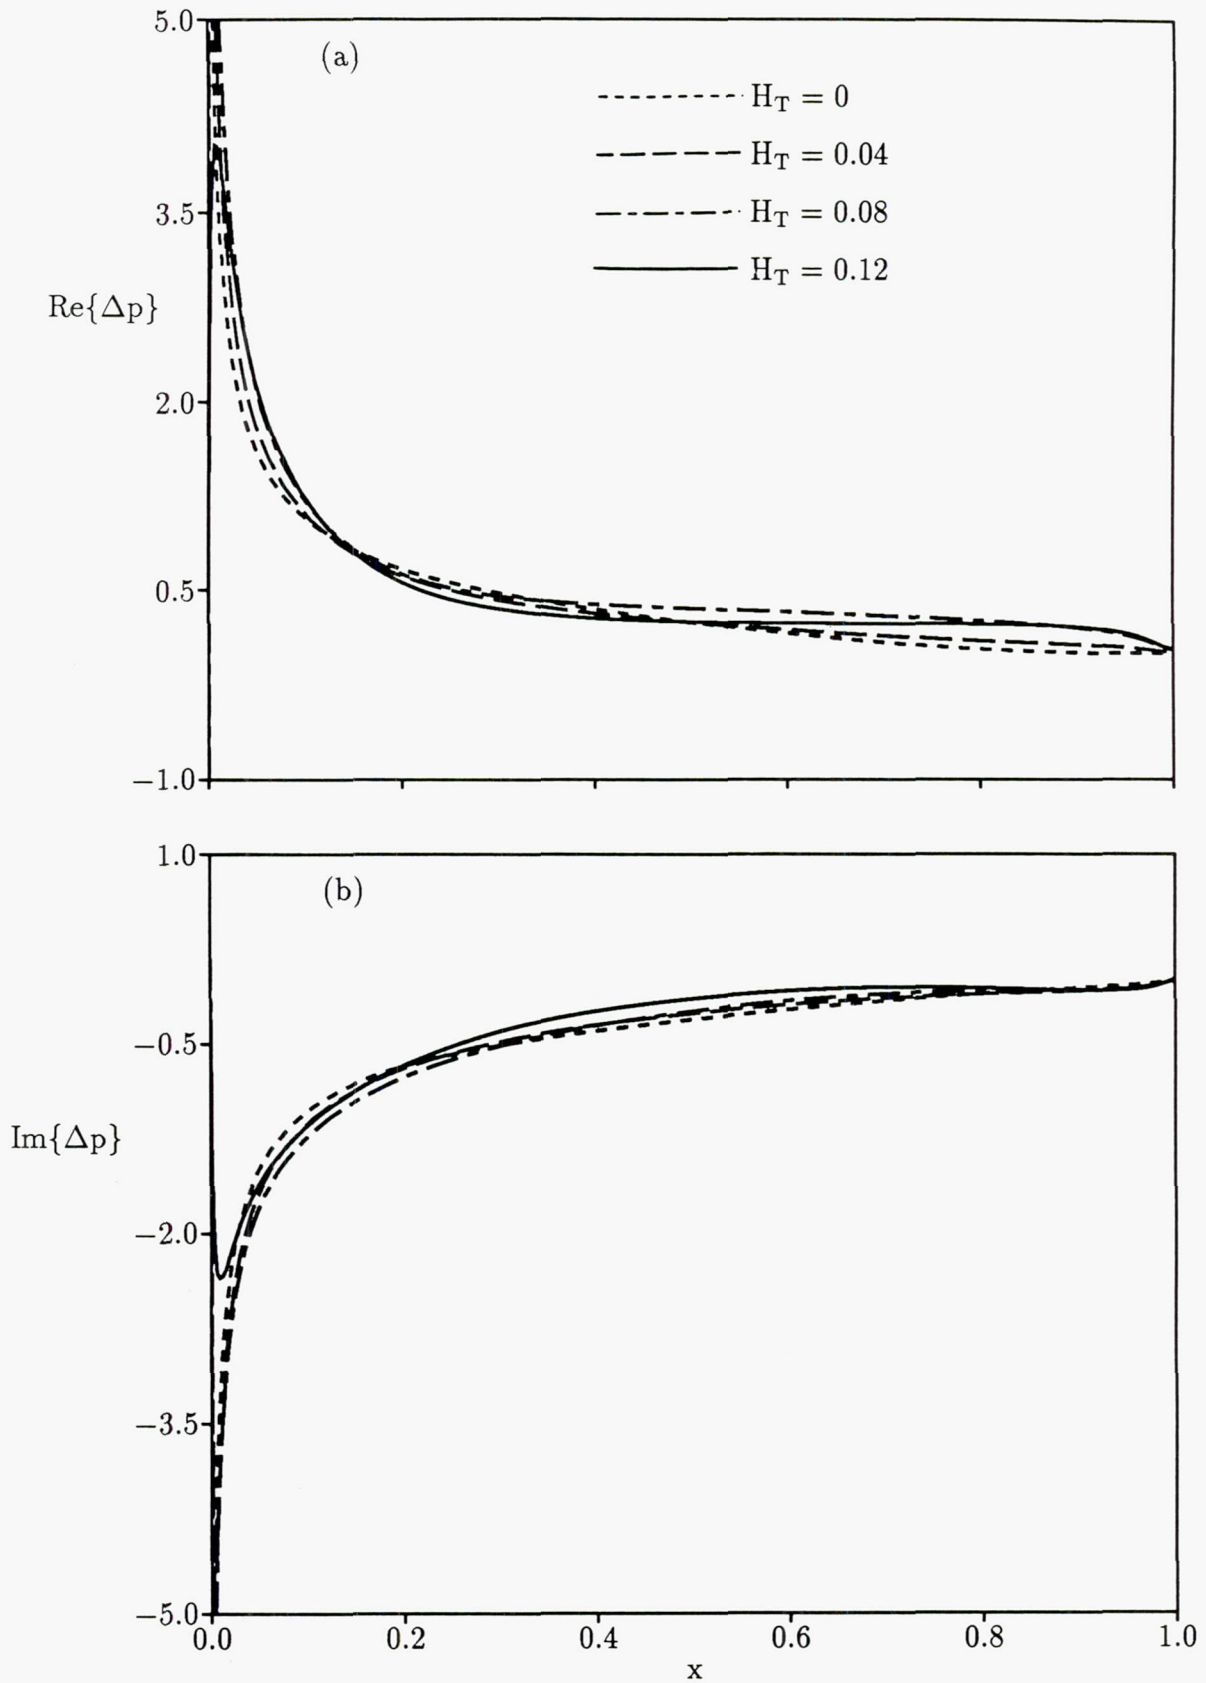 5.0
(a)
H_T = 0
H_T = 0.04
3.5
H_T = 0.08
H_T = 0.12
Re{Δp}
2.0
0.5
−1.0
1.0
(b)
−0.5
Im{Δp}
−2.0
−3.5
−5.0
0.0 0.2 0.4 0.6 0.8 1.0
x